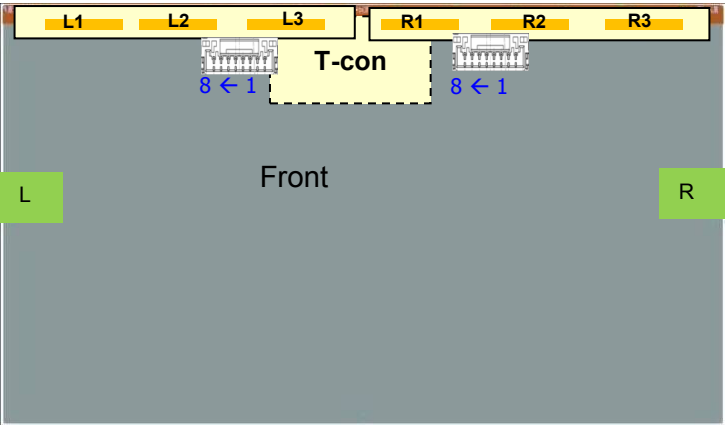 L1 L2 L3 R1 R2 R3
T-con
8 ← 1 8 ← 1
Front
L R